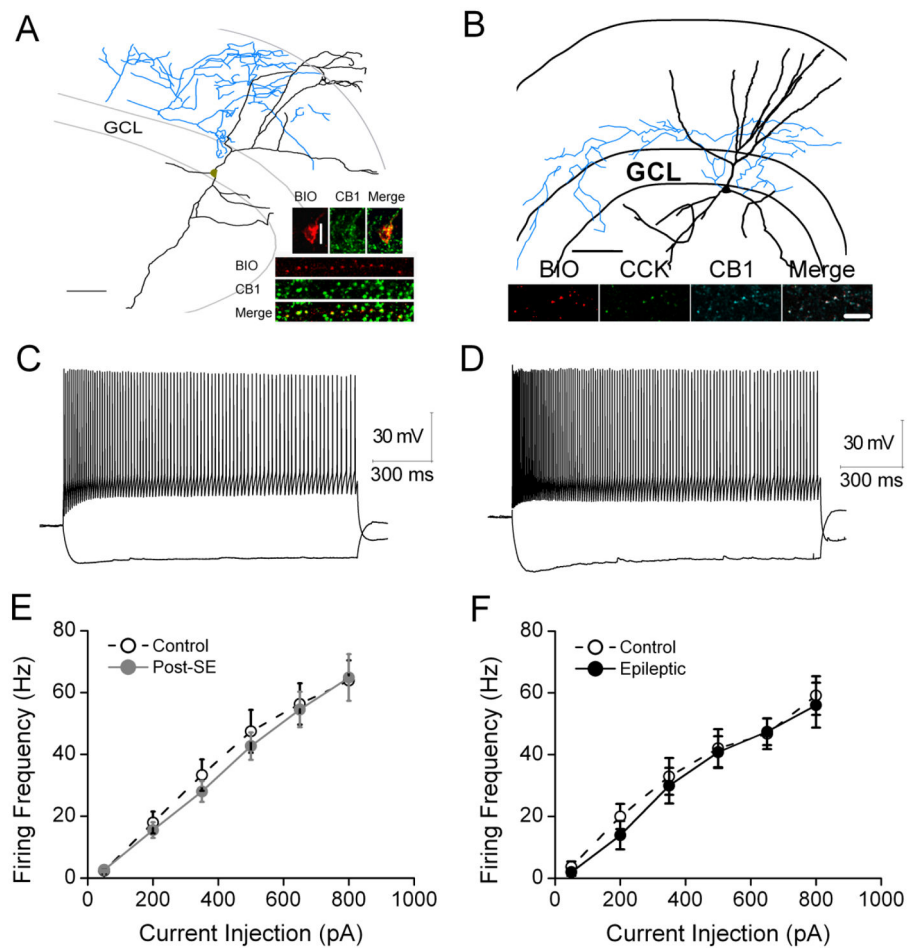 A
GCL
BIO CB1 Merge
BIO
CB1
Merge
B
GCL
BIO CCK CB1 Merge
C
30 mV
300 ms
D
30 mV
300 ms
E
80
60
40
20
0
Firing Frequency (Hz)
Control
Post-SE
0 200 400 600 800 1000
Current Injection (pA)
F
80
60
40
20
0
Firing Frequency (Hz)
Control
Epileptic
0 200 400 600 800 1000
Current Injection (pA)